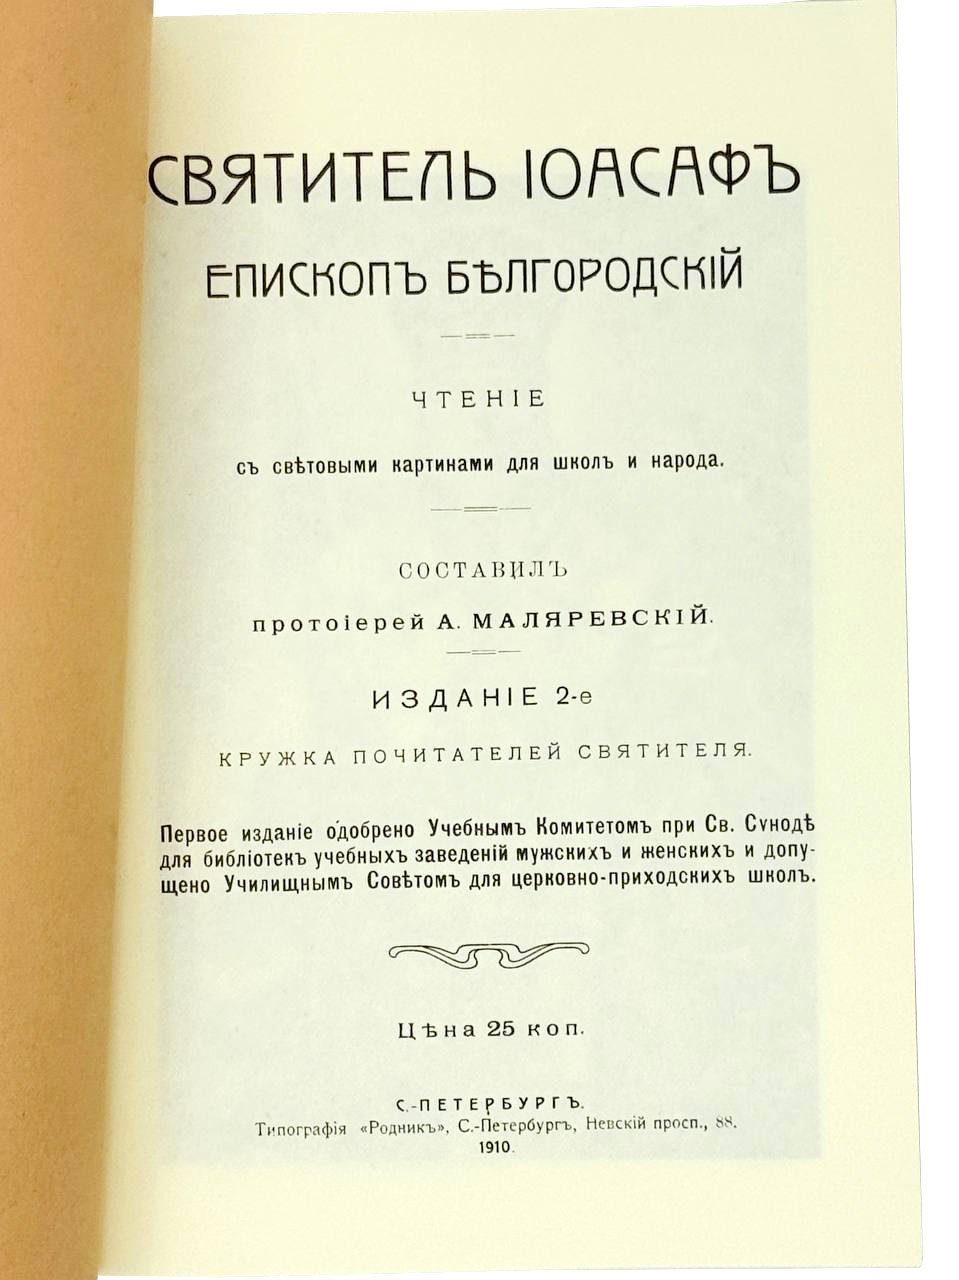 СВЯТИТЕЛЬ ІОАСАФЪ
ЕПИСКОПЪ БѢЛГОРОДСКІЙ
ЧТЕНІЕ
съ свѣтовыми картинами для школъ и народа.
СОСТАВИЛЪ
протоіерей А. МАЛЯРЕВСКІЙ.
ИЗДАНІЕ 2-е
КРУЖКА ПОЧИТАТЕЛЕЙ СВЯТИТЕЛЯ.
Первое изданіе одобрено Учебнымъ Комитетомъ при Св. Сѵнодѣ
для библіотекъ учебныхъ заведеній мужскихъ и женскихъ и допу-
щено Училищнымъ Совѣтомъ для церковно-приходскихъ школъ.
Цѣна 25 коп.
С.-ПЕТЕРБУРГЪ.
Типографія «Родникъ», С.-Петербургъ, Невскій просп., 88.
1910.